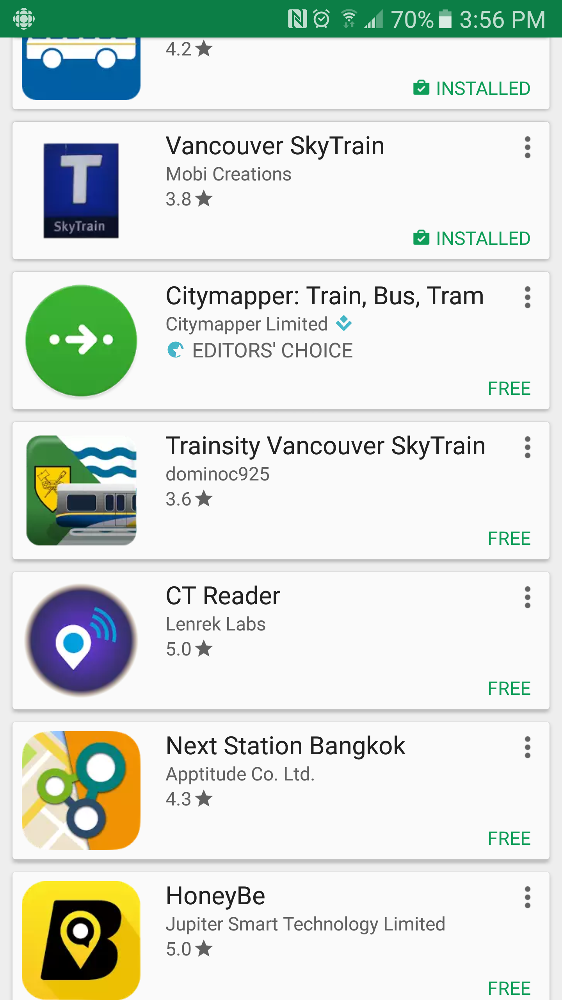 70% 3:56 PM
4.2
INSTALLED
Vancouver SkyTrain
Mobi Creations
3.8
T
SkyTrain
INSTALLED
Citymapper: Train, Bus, Tram
Citymapper Limited
EDITORS' CHOICE
FREE
Trainsity Vancouver SkyTrain
dominoc925
3.6
FREE
CT Reader
Lenrek Labs
5.0
FREE
Next Station Bangkok
Apptitude Co. Ltd.
4.3
FREE
B
HoneyBe
Jupiter Smart Technology Limited
5.0
FREE